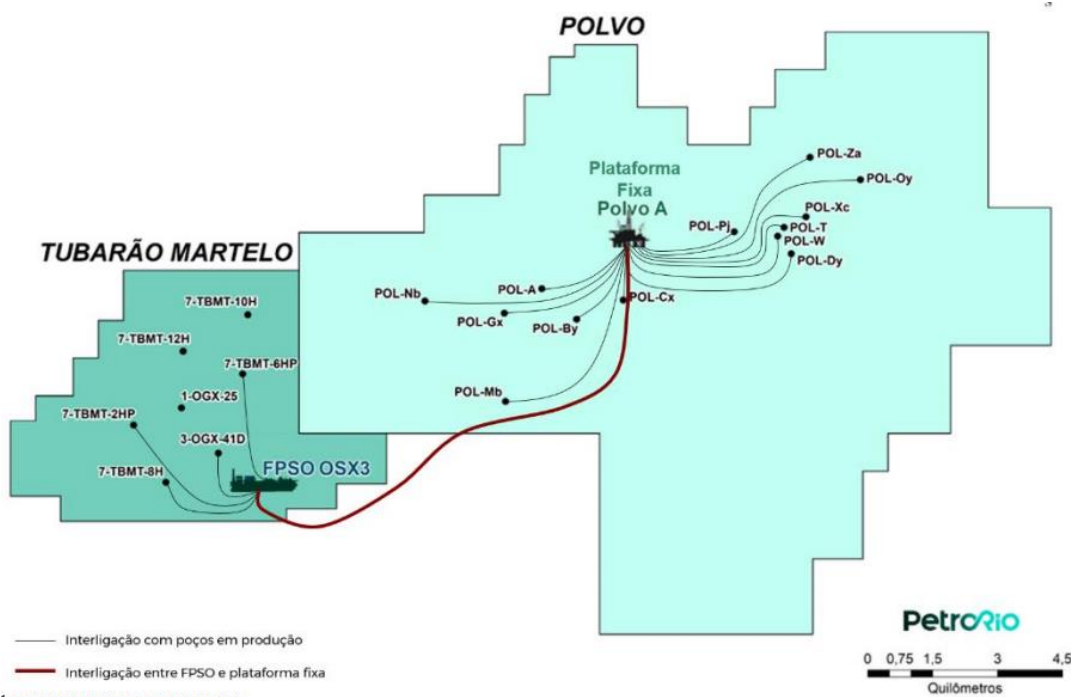 POLVO
POL-Za
Plataforma
Fixa
Polvo A
POL-Oy
POL-Xc
POL-Pj
POL-T
POL-W
TUBARÃO MARTELO
POL-Dy
POL-A
POL-Nb
POL-Cx
7-TBMT-10H
POL-Gx
POL-By
7-TBMT-12H
7-TBMT-6HP
POL-Mb
1-OGX-25
7-TBMT-2HP
3-OGX-41D
FPSO OSX3
7-TBMT-8H
PetroRio
Interligação com poços em produção
Interligação entre FPSO e plataforma fixa
0 0,75 1,5 3 4,5
Quilômetros